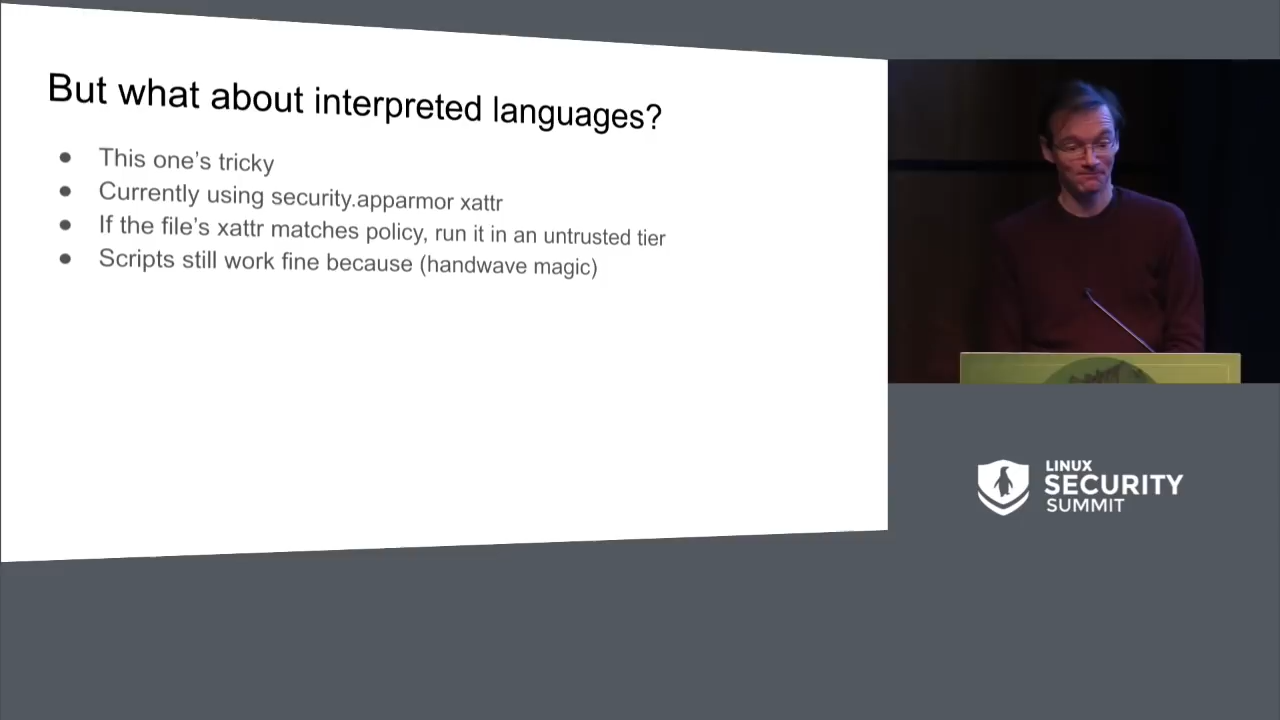 But what about interpreted languages?
● This one's tricky
● Currently using security.apparmor xattr
● If the file's xattr matches policy, run it in an untrusted tier
● Scripts still work fine because (handwave magic)
LINUX
SECURITY
SUMMIT